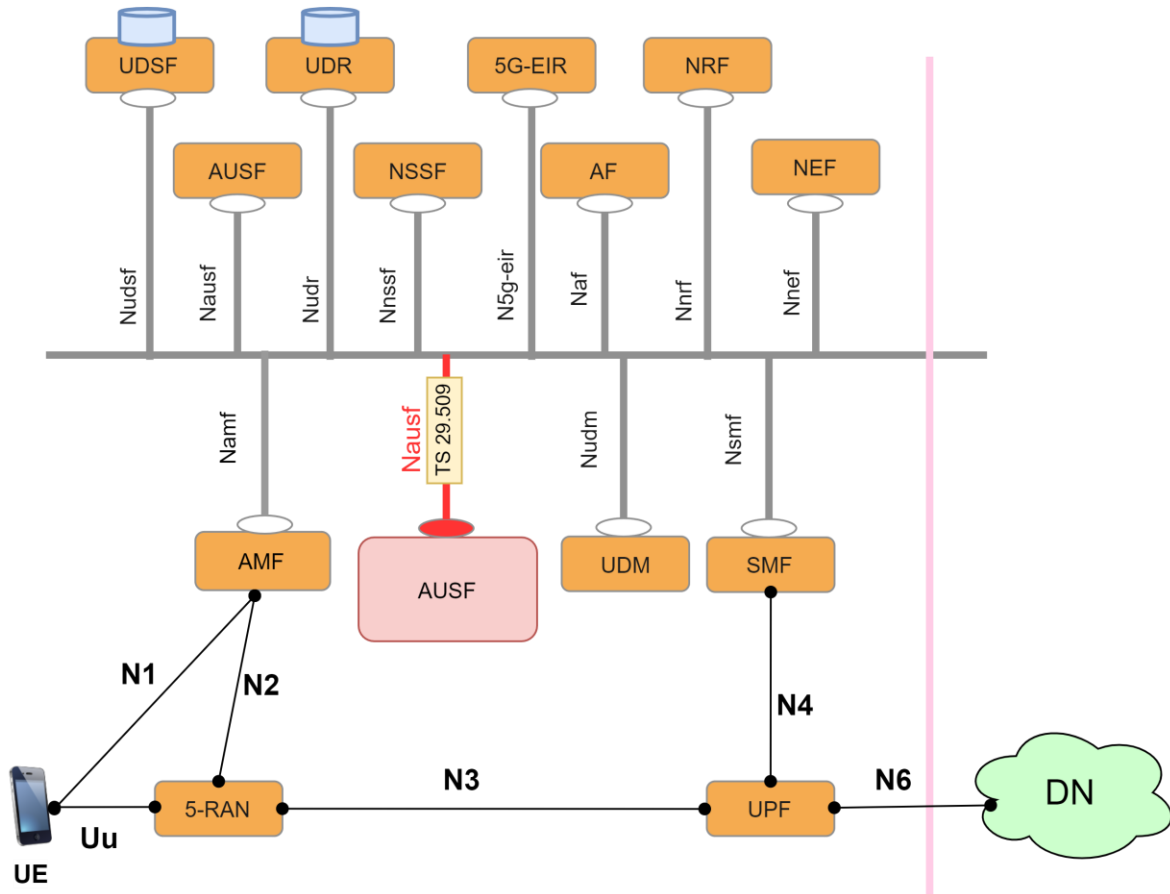 UDSF
UDR
5G-EIR
NRF
AUSF
NSSF
AF
NEF
Nudsf
Nausf
Nudr
Nnssf
N5g-eir
Naf
Nnrf
Nnef
Namf
Nausf
TS 29.509
Nudm
Nsmf
AMF
AUSF
UDM
SMF
N1
N2
N4
N3
N6
5-RAN
UPF
DN
Uu
UE